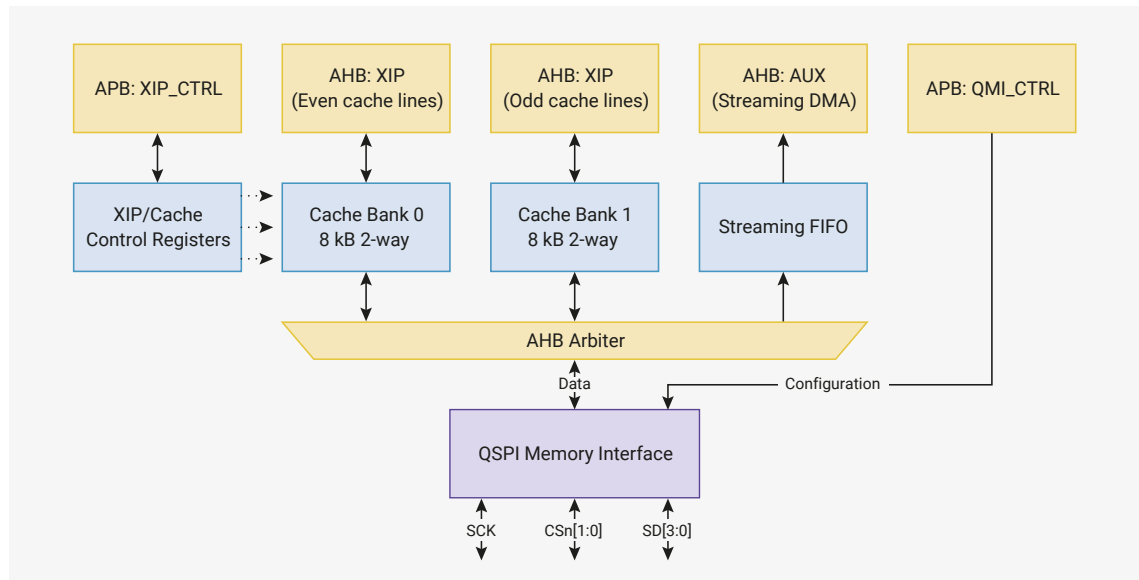 APB: XIP_CTRL
AHB: XIP
(Even cache lines)
AHB: XIP
(Odd cache lines)
AHB: AUX
(Streaming DMA)
APB: QMI_CTRL
XIP/Cache
Control Registers
Cache Bank 0
8 kB 2-way
Cache Bank 1
8 kB 2-way
Streaming FIFO
AHB Arbiter
Data
Configuration
QSPI Memory Interface
SCK
CSn[1:0]
SD[3:0]